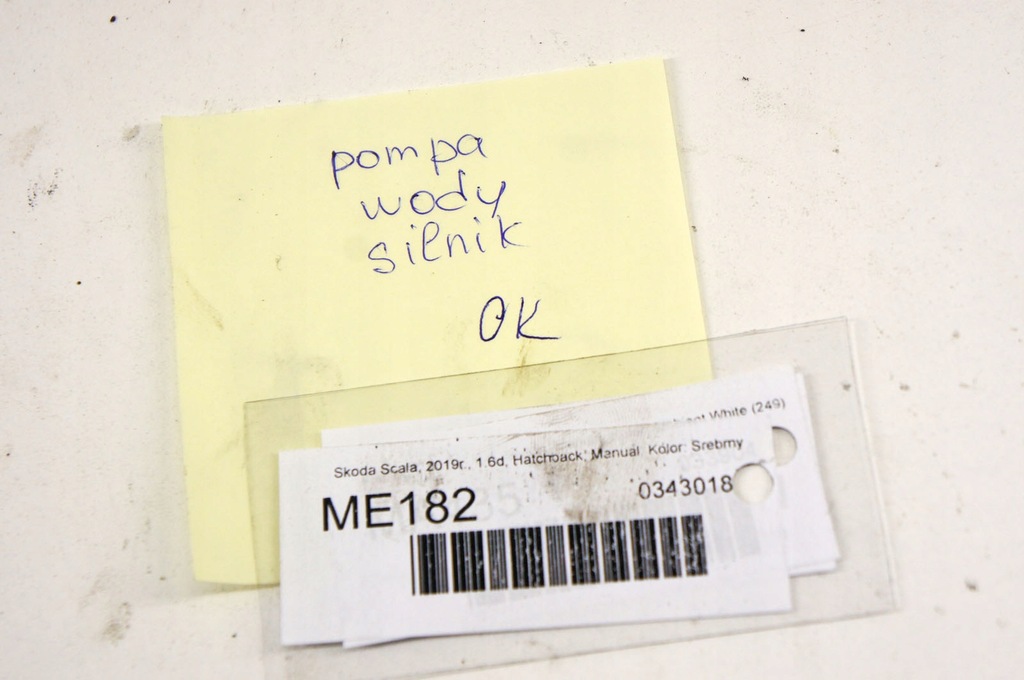 pompa
wody
silnik
OK
White (249)
Skoda Scala, 2019r., 1.6d, Hatchback, Manual. Kolor: Srebrny
ME182
0343018